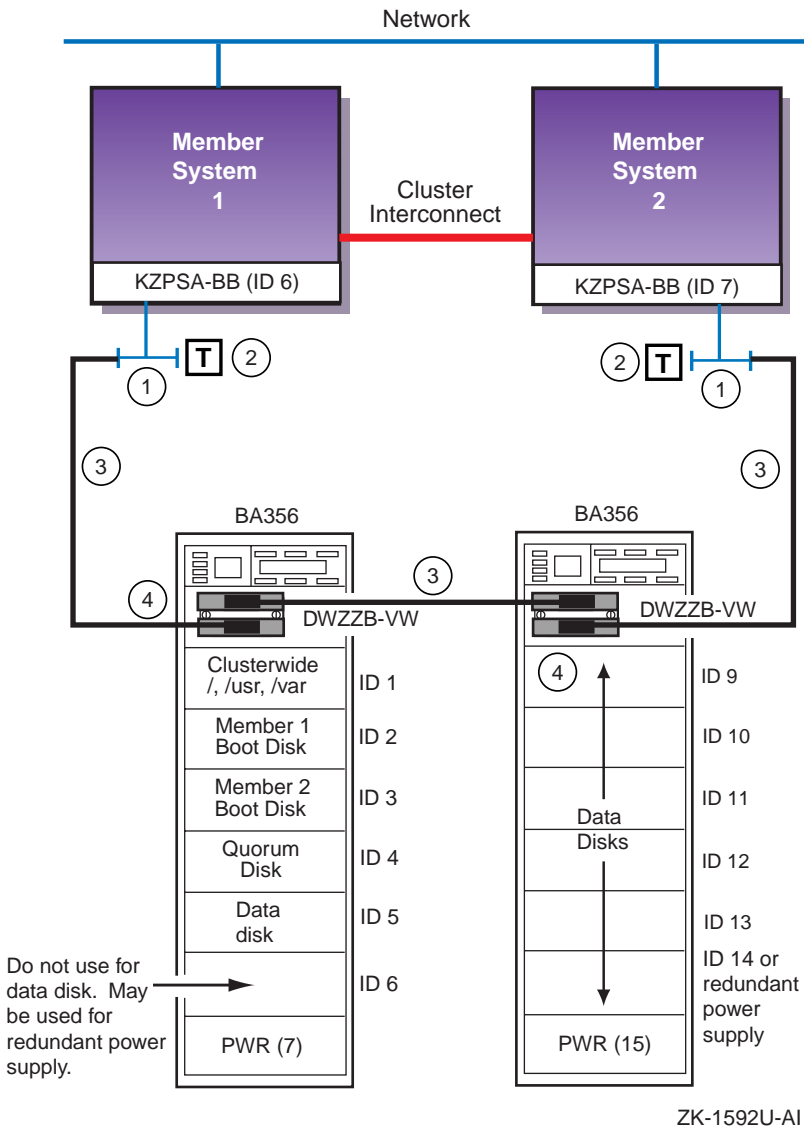 Network
Member
System
1
Member
System
2
Cluster
Interconnect
KZPSA-BB (ID 6)
KZPSA-BB (ID 7)
T
2
2
T
1
1
3
3
BA356
BA356
3
4
DWZZB-VW
DWZZB-VW
Clusterwide
/, /usr, /var
ID 1
4
ID 9
Member 1
Boot Disk
ID 2
ID 10
Member 2
Boot Disk
ID 3
ID 11
Data
Disks
Quorum
Disk
ID 4
ID 12
Data
disk
ID 5
ID 13
Do not use for
data disk. May
be used for
redundant power
supply.
ID 6
ID 14 or
redundant
power
supply
PWR (7)
PWR (15)
ZK-1592U-AI